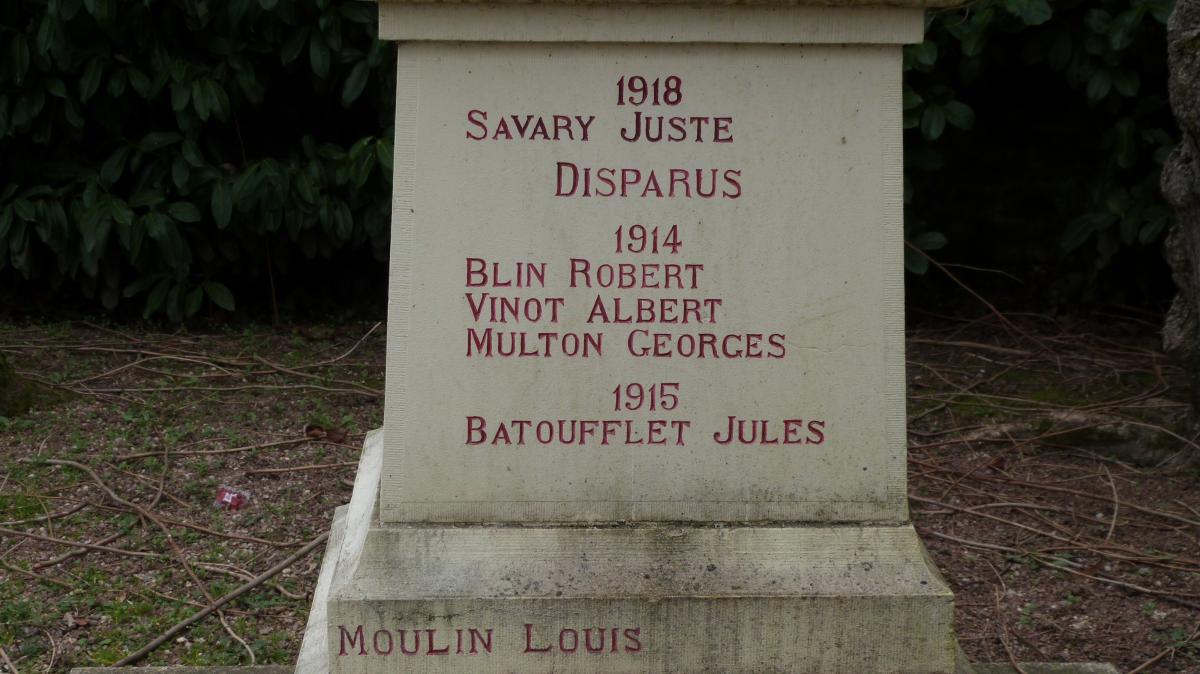 1918
SAVARY JUSTE
DISPARUS
1914
BLIN ROBERT
VINOT ALBERT
MULTON GEORGES
1915
BATOUFFLET JULES
MOULIN LOUIS